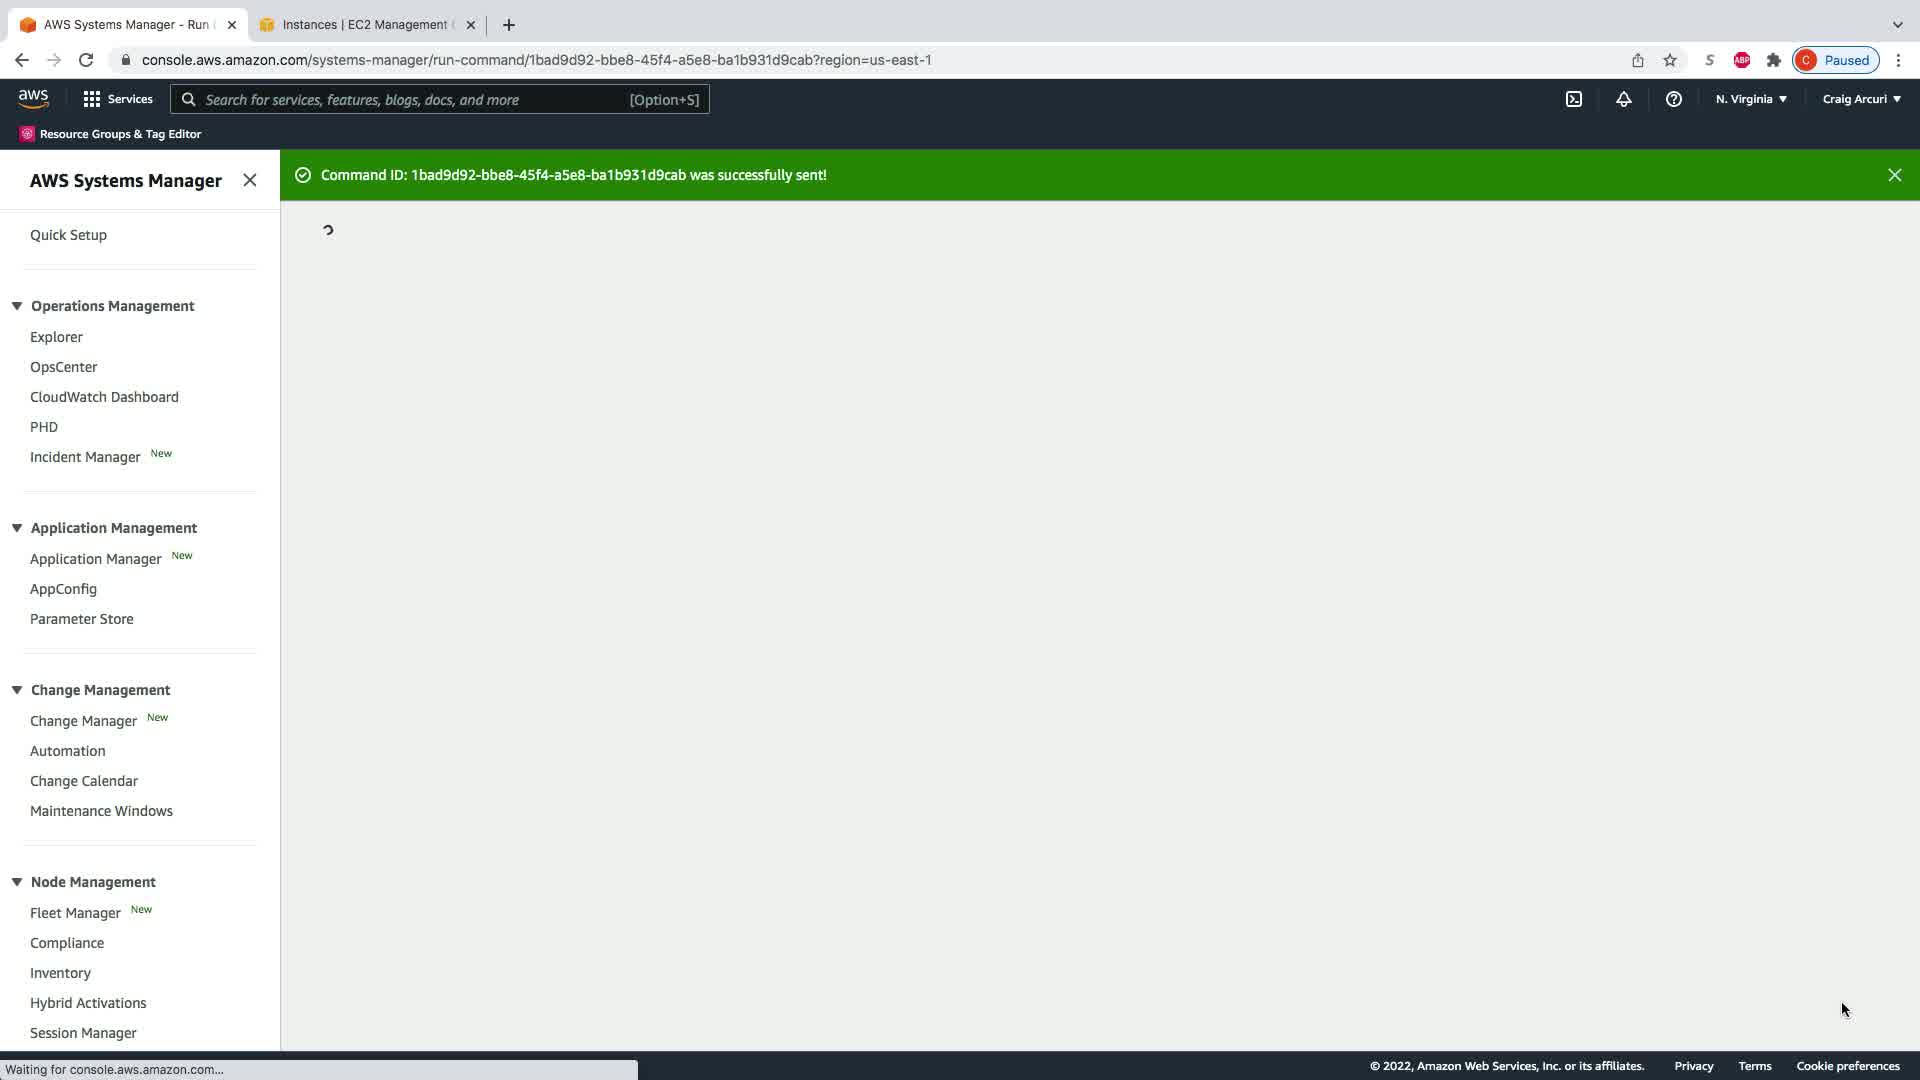 AWS Systems Manager - Run (
Instances | EC2 Management (
console.aws.amazon.com/systems-manager/run-command/1bad9d92-bbe8-45f4-a5e8-ba1b931d9cab?region=us-east-1
S
ABP
C Paused
aws
Services
Search for services, features, blogs, docs, and more [Option+S]
N. Virginia
Craig Arcuri
Resource Groups & Tag Editor
AWS Systems Manager
Command ID: 1bad9d92-bbe8-45f4-a5e8-ba1b931d9cab was successfully sent!
Quick Setup
Operations Management
Explorer
OpsCenter
CloudWatch Dashboard
PHD
Incident Manager New
Application Management
Application Manager New
AppConfig
Parameter Store
Change Management
Change Manager New
Automation
Change Calendar
Maintenance Windows
Node Management
Fleet Manager New
Compliance
Inventory
Hybrid Activations
Session Manager
Waiting for console.aws.amazon.com...
© 2022, Amazon Web Services, Inc. or its affiliates. Privacy Terms Cookie preferences